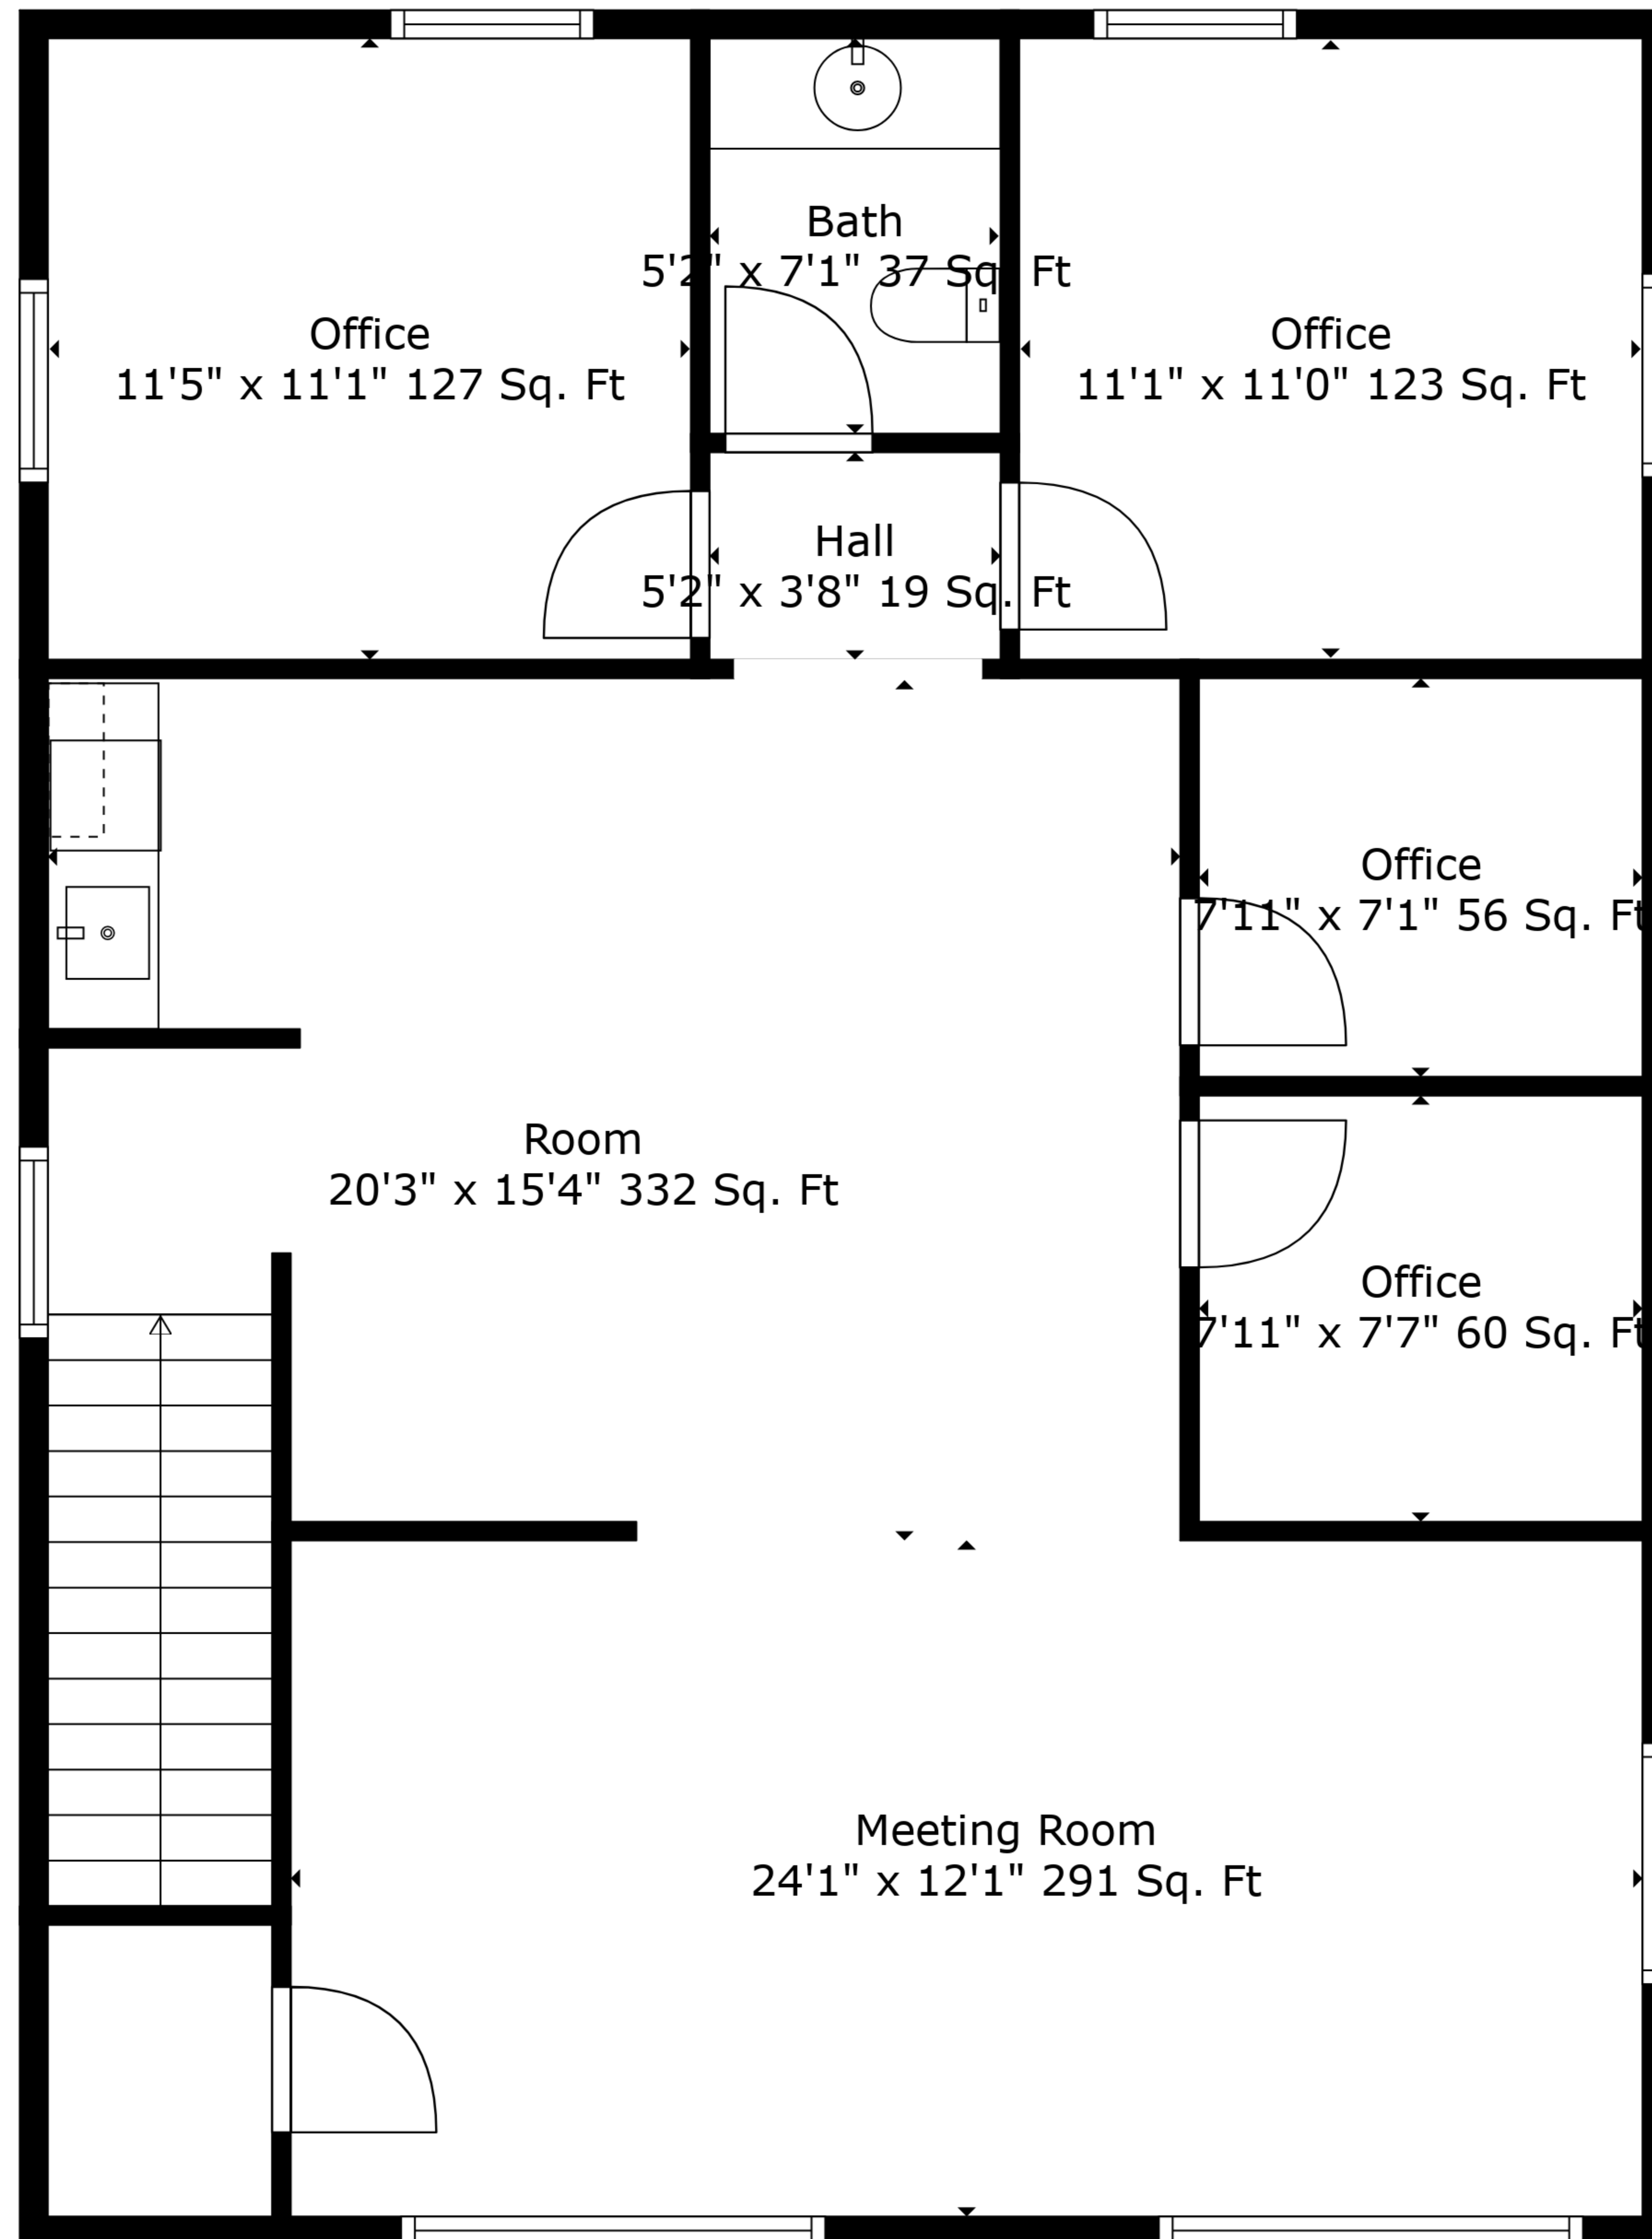 Bath
5'2" x 7'1" 37 Sq. Ft
Office
11'5" x 11'1" 127 Sq. Ft
Office
11'1" x 11'0" 123 Sq. Ft
Hall
5'2" x 3'8" 19 Sq. Ft
Office
7'11" x 7'1" 56 Sq. Ft
Room
20'3" x 15'4" 332 Sq. Ft
Office
7'11" x 7'7" 60 Sq. Ft
Meeting Room
24'1" x 12'1" 291 Sq. Ft